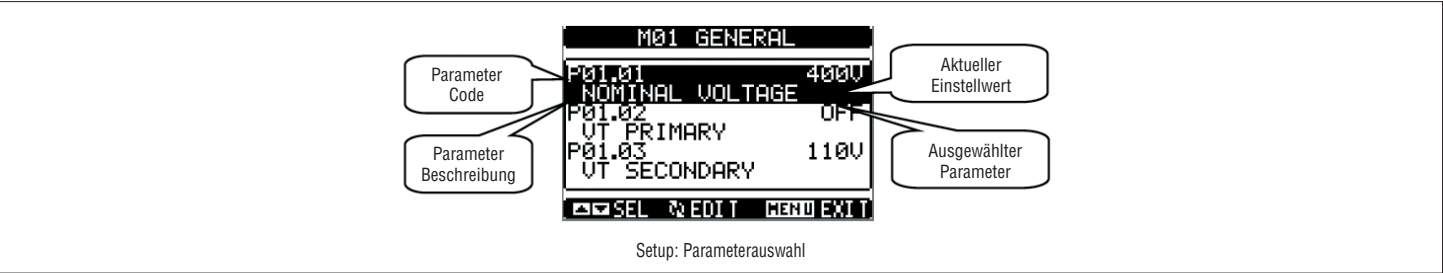 M01 GENERAL
Parameter
Code
P01.01 400V
NOMINAL VOLTAGE
Aktueller
Einstellwert
P01.02 OFF
VT PRIMARY
Parameter
Beschreibung
P01.03 110V
VT SECONDARY
Ausgewählter
Parameter
SEL EDIT MENU EXIT
Setup: Parameterauswahl